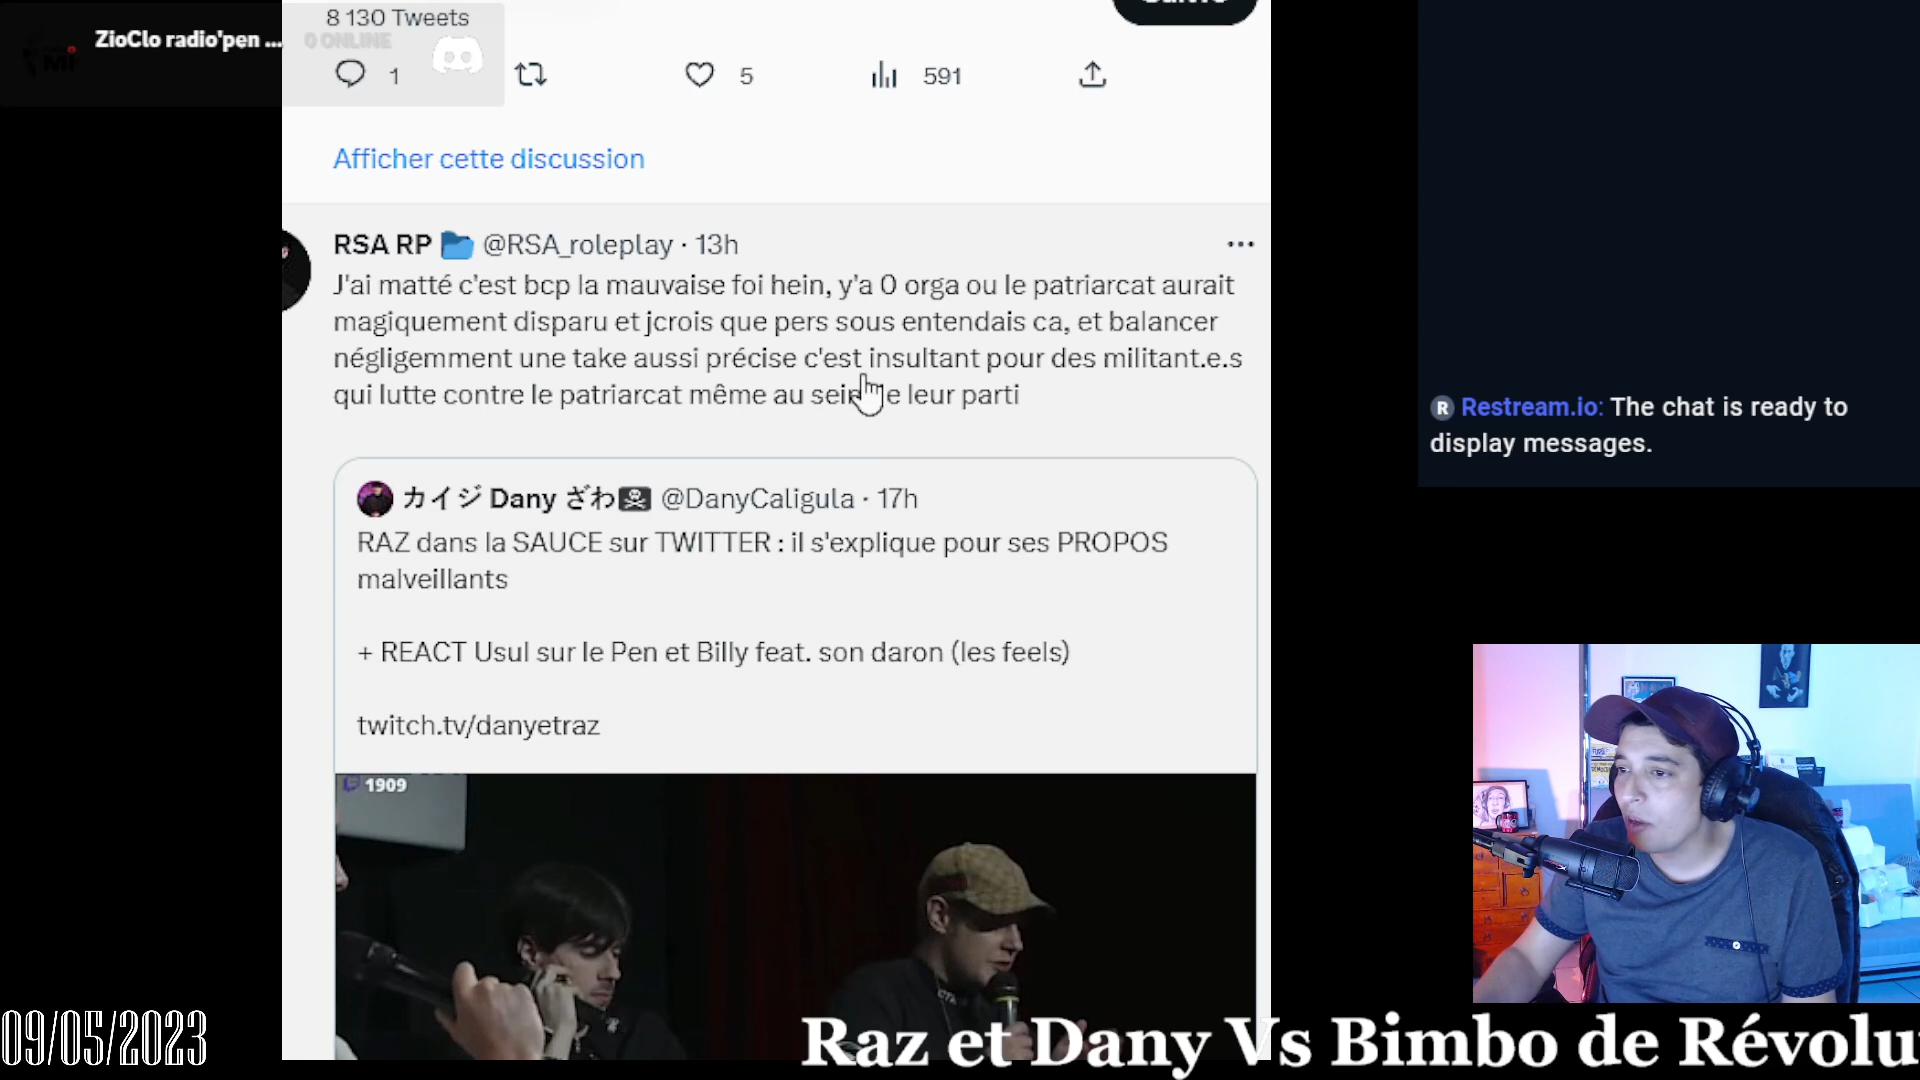 8 130 Tweets
ZioClo radio'pen ...
0 ONLINE
1
5
591
Afficher cette discussion
RSA RP @RSA_roleplay · 13h
J'ai matté c'est bcp la mauvaise foi hein, y'a 0 orga ou le patriarcat aurait
magiquement disparu et jcrois que pers sous entendais ca, et balancer
négligemment une take aussi précise c'est insultant pour des militant.e.s
qui lutte contre le patriarcat même au sein e leur parti
カイジ Dany ざわ @DanyCaligula · 17h
RAZ dans la SAUCE sur TWITTER : il s'explique pour ses PROPOS
malveillants
+ REACT Usul sur le Pen et Billy feat. son daron (les feels)
twitch.tv/danyetraz
1909
R Restream.io: The chat is ready to
display messages.
09/05/2023
Raz et Dany Vs Bimbo de Révolu